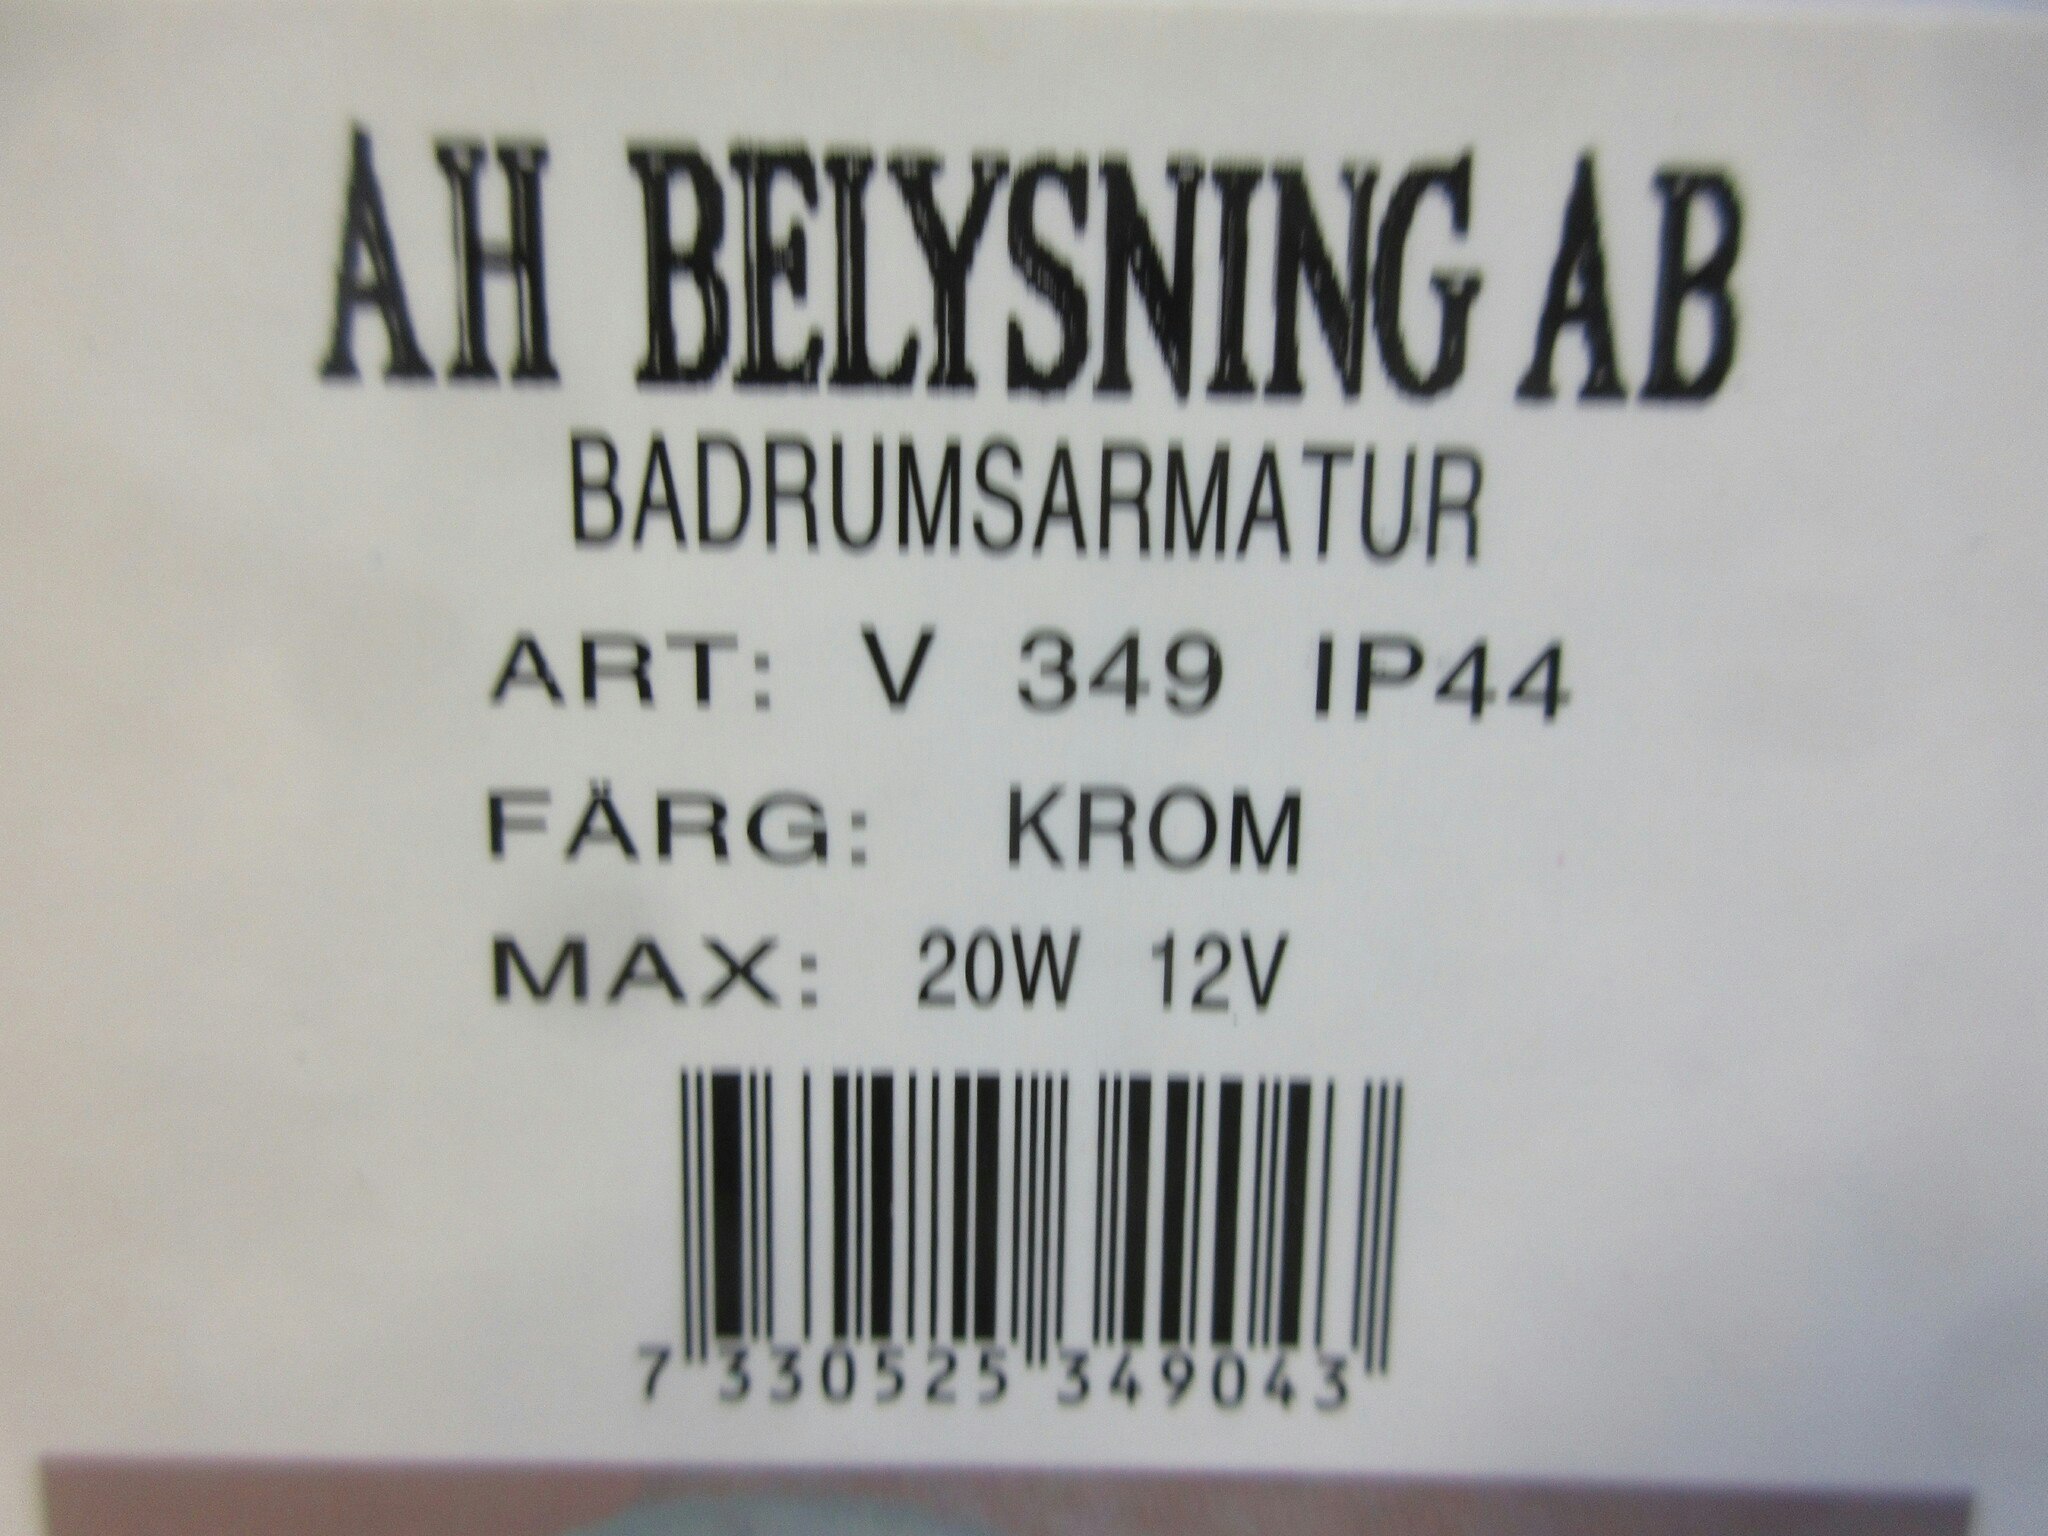 AH BELYSNING AB
BADRUMSARMATUR
ART: V 349 IP44
FÄRG: KROM
MAX: 20W 12V
7 330525 349043